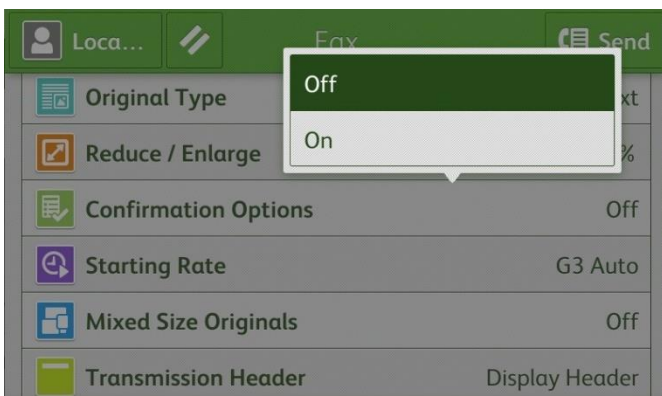 Loca... Fax Send
Off
Original Type xt
On
Reduce / Enlarge %
Confirmation Options Off
Starting Rate G3 Auto
Mixed Size Originals Off
Transmission Header Display Header